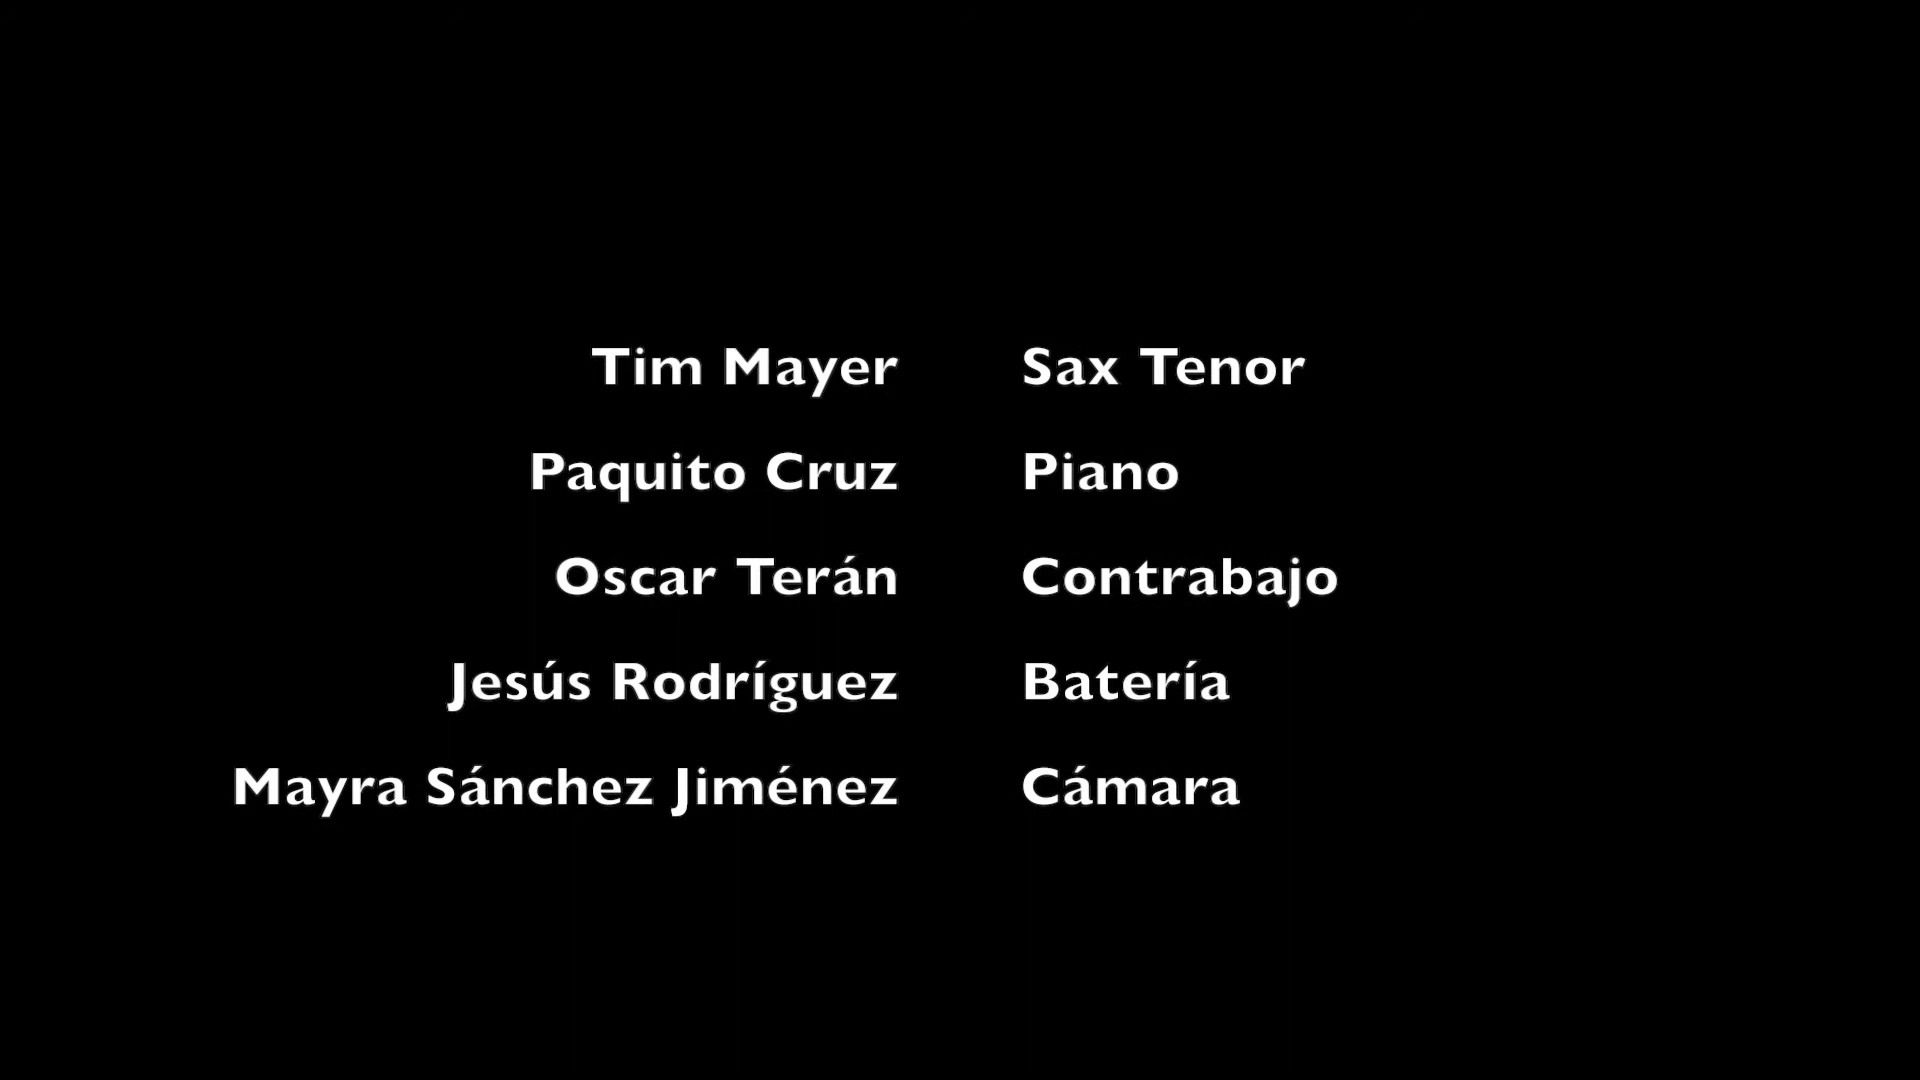 Tim Mayer Sax Tenor
Paquito Cruz Piano
Oscar Terán Contrabajo
Jesús Rodríguez Batería
Mayra Sánchez Jiménez Cámara